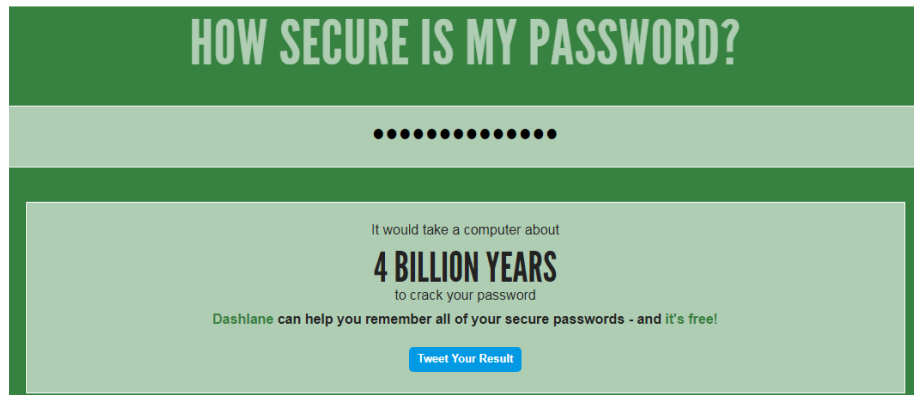 HOW SECURE IS MY PASSWORD?
••••••••••••••
It would take a computer about
4 BILLION YEARS
to crack your password
Dashlane can help you remember all of your secure passwords - and it's free!
Tweet Your Result